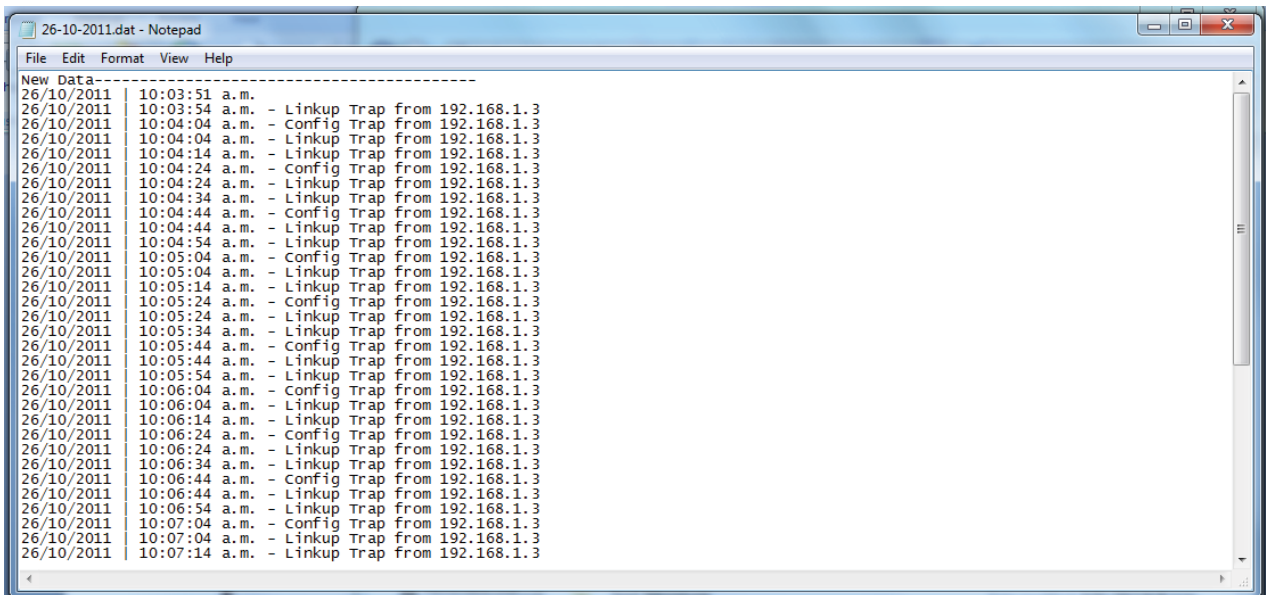 26-10-2011.dat - Notepad
File Edit Format View Help
New Data------------------------------------------
26/10/2011 | 10:03:51 a.m.
26/10/2011 | 10:03:54 a.m. - Linkup Trap from 192.168.1.3
26/10/2011 | 10:04:04 a.m. - Config Trap from 192.168.1.3
26/10/2011 | 10:04:04 a.m. - Linkup Trap from 192.168.1.3
26/10/2011 | 10:04:14 a.m. - Linkup Trap from 192.168.1.3
26/10/2011 | 10:04:24 a.m. - Config Trap from 192.168.1.3
26/10/2011 | 10:04:24 a.m. - Linkup Trap from 192.168.1.3
26/10/2011 | 10:04:34 a.m. - Linkup Trap from 192.168.1.3
26/10/2011 | 10:04:44 a.m. - Config Trap from 192.168.1.3
26/10/2011 | 10:04:44 a.m. - Linkup Trap from 192.168.1.3
26/10/2011 | 10:04:54 a.m. - Linkup Trap from 192.168.1.3
26/10/2011 | 10:05:04 a.m. - Config Trap from 192.168.1.3
26/10/2011 | 10:05:04 a.m. - Linkup Trap from 192.168.1.3
26/10/2011 | 10:05:14 a.m. - Linkup Trap from 192.168.1.3
26/10/2011 | 10:05:24 a.m. - Config Trap from 192.168.1.3
26/10/2011 | 10:05:24 a.m. - Linkup Trap from 192.168.1.3
26/10/2011 | 10:05:34 a.m. - Linkup Trap from 192.168.1.3
26/10/2011 | 10:05:44 a.m. - Config Trap from 192.168.1.3
26/10/2011 | 10:05:44 a.m. - Linkup Trap from 192.168.1.3
26/10/2011 | 10:05:54 a.m. - Linkup Trap from 192.168.1.3
26/10/2011 | 10:06:04 a.m. - Config Trap from 192.168.1.3
26/10/2011 | 10:06:04 a.m. - Linkup Trap from 192.168.1.3
26/10/2011 | 10:06:14 a.m. - Linkup Trap from 192.168.1.3
26/10/2011 | 10:06:24 a.m. - Config Trap from 192.168.1.3
26/10/2011 | 10:06:24 a.m. - Linkup Trap from 192.168.1.3
26/10/2011 | 10:06:34 a.m. - Linkup Trap from 192.168.1.3
26/10/2011 | 10:06:44 a.m. - Config Trap from 192.168.1.3
26/10/2011 | 10:06:44 a.m. - Linkup Trap from 192.168.1.3
26/10/2011 | 10:06:54 a.m. - Linkup Trap from 192.168.1.3
26/10/2011 | 10:07:04 a.m. - Config Trap from 192.168.1.3
26/10/2011 | 10:07:04 a.m. - Linkup Trap from 192.168.1.3
26/10/2011 | 10:07:14 a.m. - Linkup Trap from 192.168.1.3